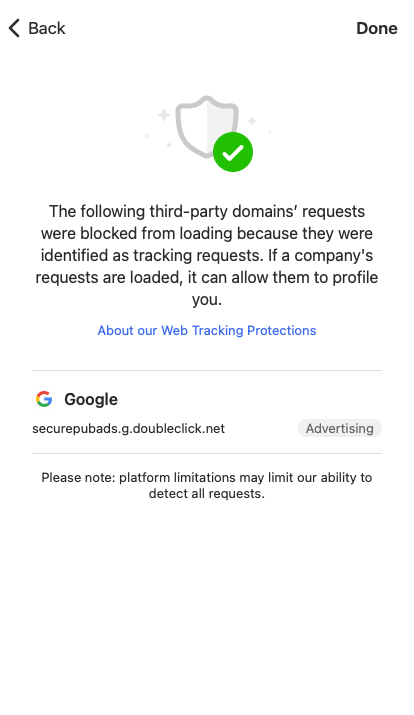 Back
Done
The following third-party domains’ requests
were blocked from loading because they were
identified as tracking requests. If a company's
requests are loaded, it can allow them to profile
you.
About our Web Tracking Protections
Google
securepubads.g.doubleclick.net
Advertising
Please note: platform limitations may limit our ability to
detect all requests.